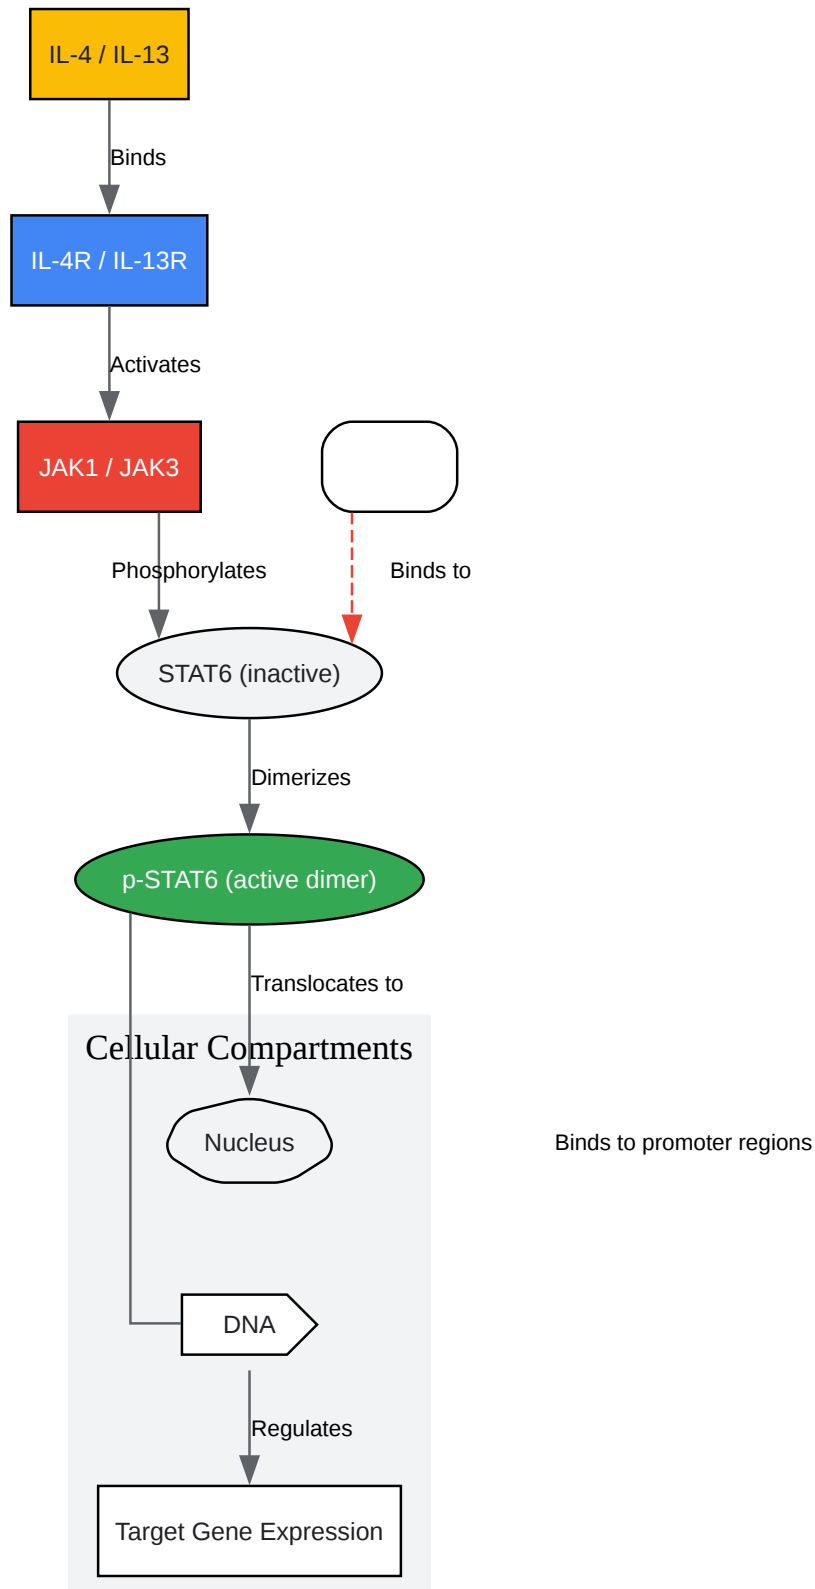 IL-4 / IL-13
Binds
IL-4R / IL-13R
Activates
JAK1 / JAK3
Phosphorylates
Binds to
STAT6 (inactive)
Dimerizes
p-STAT6 (active dimer)
Translocates to
Cellular Compartments
Nucleus
Binds to promoter regions
DNA
Regulates
Target Gene Expression